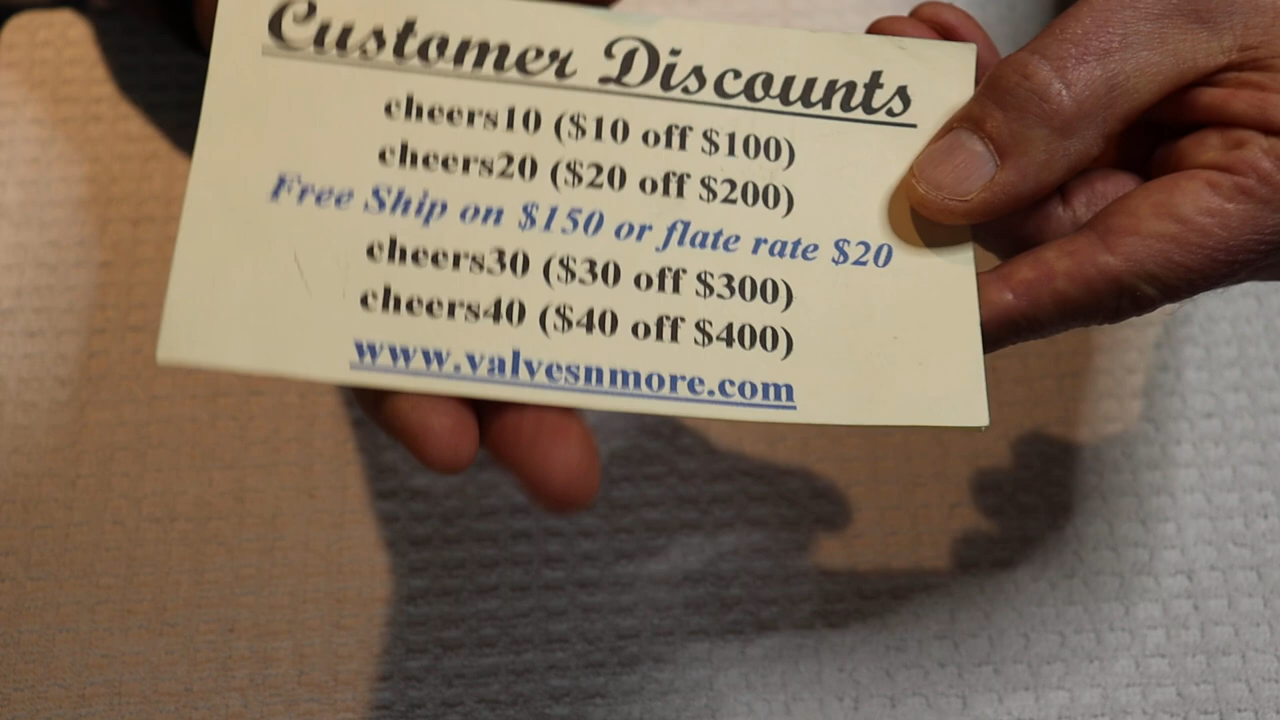 Customer Discounts
cheers10 ($10 off $100)
cheers20 ($20 off $200)
Free Ship on $150 or flate rate $20
cheers30 ($30 off $300)
cheers40 ($40 off $400)
www.valvesnmore.com